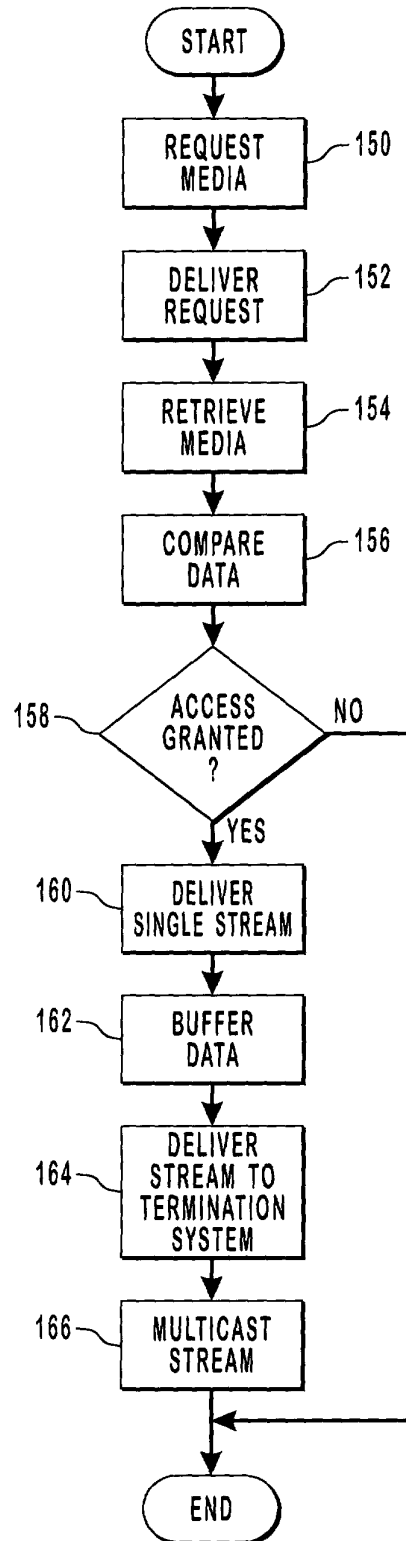 START
REQUEST
MEDIA
150
DELIVER
REQUEST
152
RETRIEVE
MEDIA
154
COMPARE
DATA
156
158
ACCESS
GRANTED
?
NO
YES
160
DELIVER
SINGLE STREAM
162
BUFFER
DATA
164
DELIVER
STREAM TO
TERMINATION
SYSTEM
166
MULTICAST
STREAM
END